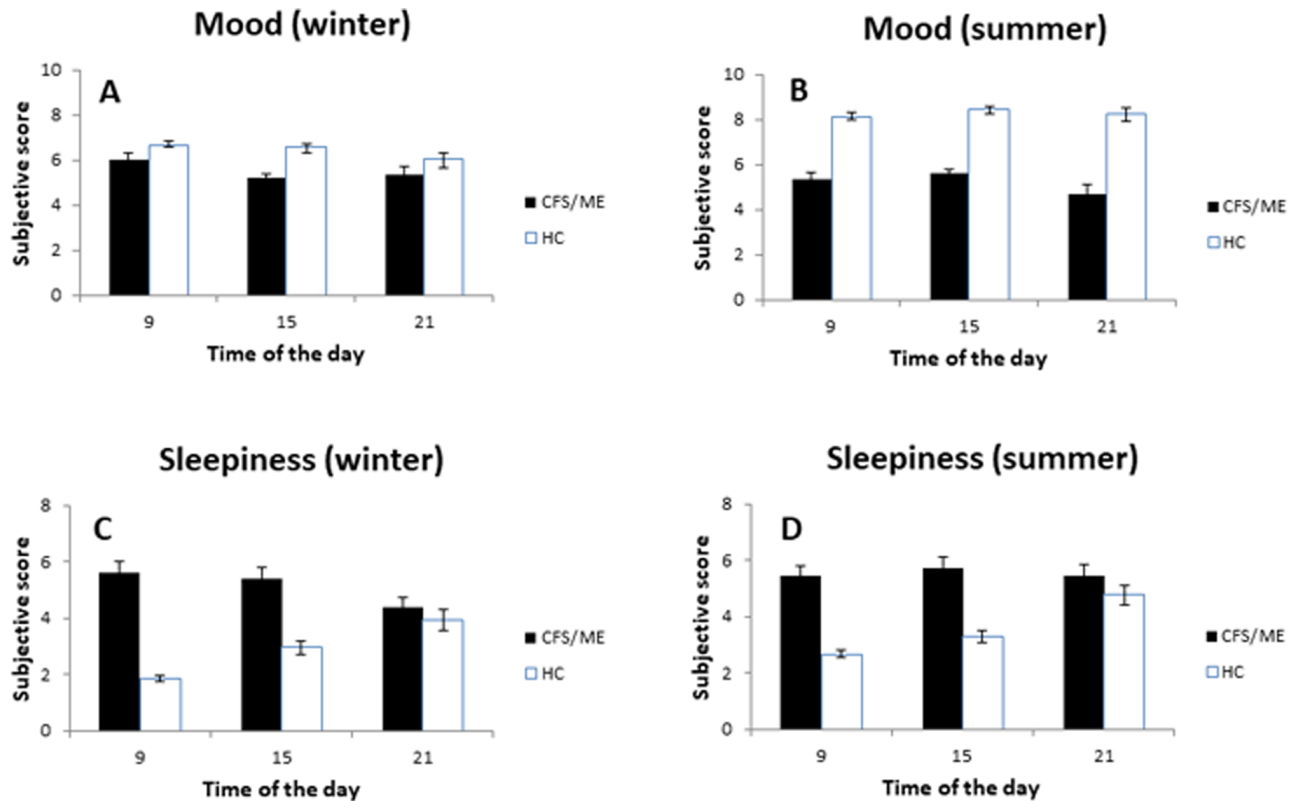 Mood (winter)
A
Subjective score
10
8
6
4
2
0
9 15 21
Time of the day
CFS/ME
HC
Mood (summer)
B
Subjective score
10
8
6
4
2
0
9 15 21
Time of the day
CFS/ME
HC
Sleepiness (winter)
C
Subjective score
8
6
4
2
0
9 15 21
Time of the day
CFS/ME
HC
Sleepiness (summer)
D
Subjective score
8
6
4
2
0
9 15 21
Time of the day
CFS/ME
HC